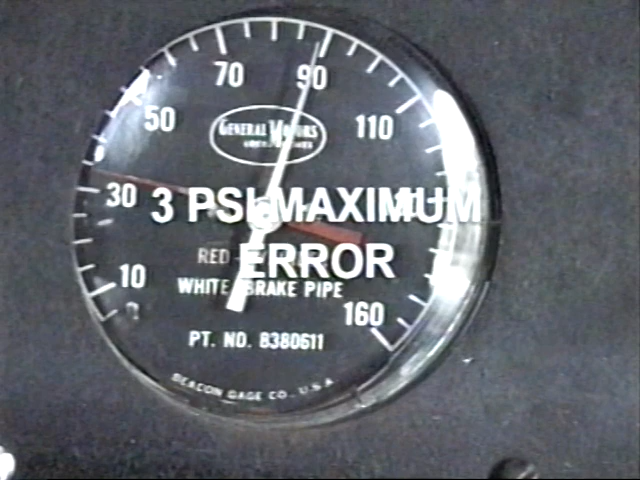 70
90
50
110
GENERAL MOTORS
30
3 PSI MAXIMUM
RED
ERROR
10
WHITE BRAKE PIPE
0
160
PT. NO. 8380611
BEACON GAGE CO. U.S.A.